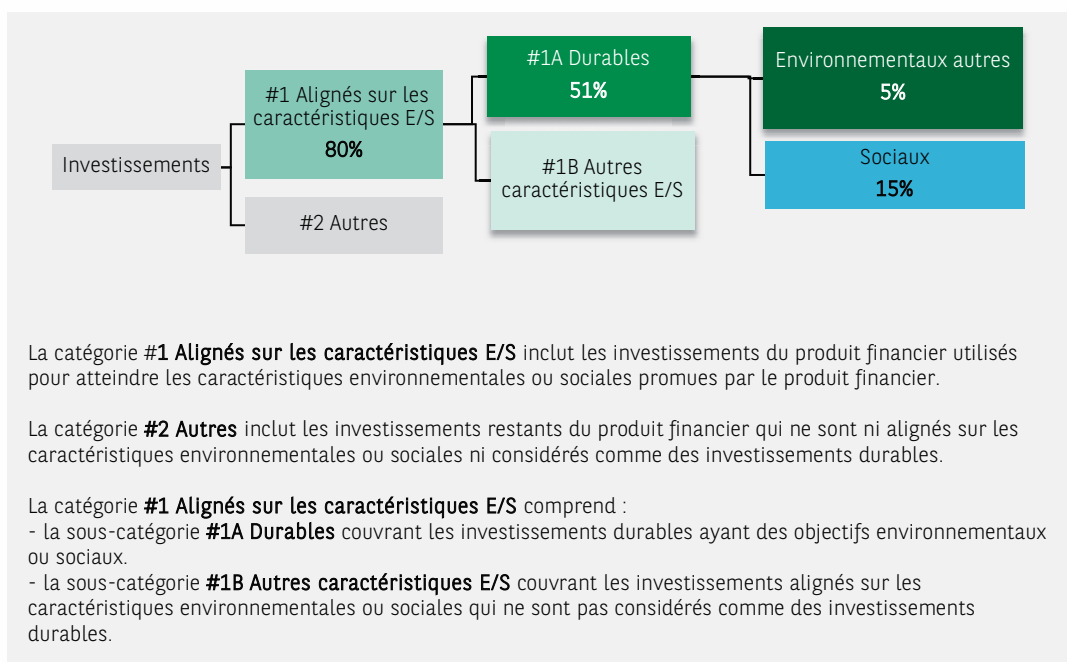 Investissements
#1 Alignés sur les
caractéristiques E/S
80%
#2 Autres
#1A Durables
51%
#1B Autres
caractéristiques E/S
Environnementaux autres
5%
Sociaux
15%
La catégorie #1 Alignés sur les caractéristiques E/S inclut les investissements du produit financier utilisés
pour atteindre les caractéristiques environnementales ou sociales promues par le produit financier.
La catégorie #2 Autres inclut les investissements restants du produit financier qui ne sont ni alignés sur les
caractéristiques environnementales ou sociales ni considérés comme des investissements durables.
La catégorie #1 Alignés sur les caractéristiques E/S comprend :
- la sous-catégorie #1A Durables couvrant les investissements durables ayant des objectifs environnementaux
ou sociaux.
- la sous-catégorie #1B Autres caractéristiques E/S couvrant les investissements alignés sur les
caractéristiques environnementales ou sociales qui ne sont pas considérés comme des investissements
durables.